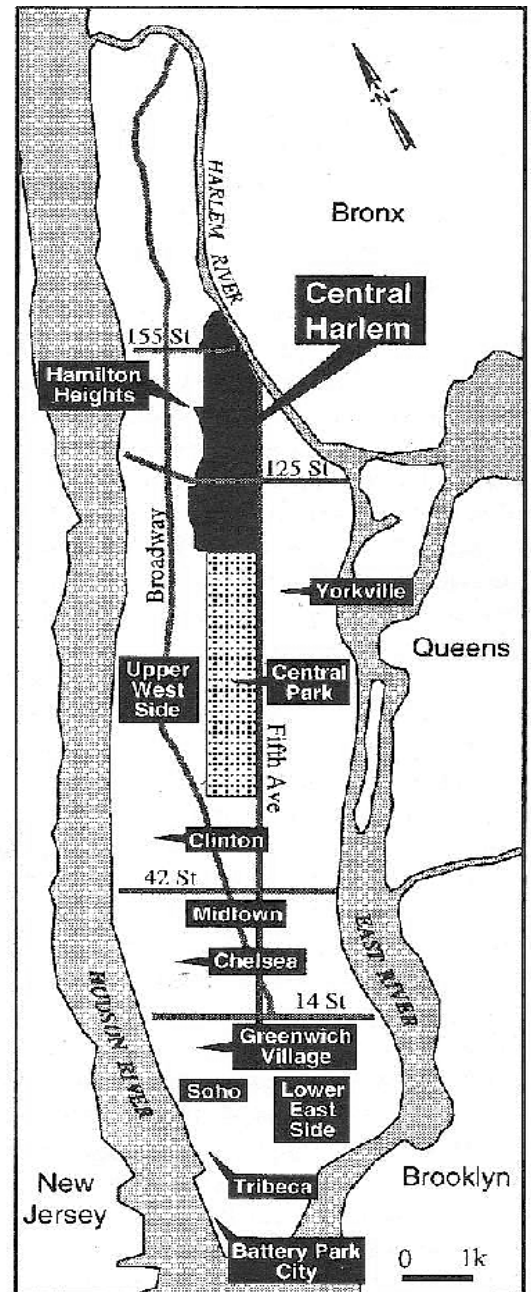 N
HARLEM RIVER
Bronx
Central
Harlem
155 St
Hamilton
Heights
125 St
Broadway
Yorkville
Queens
Upper
West
Side
Central
Park
Fifth Ave
Clinton
42 St
Midtown
Chelsea
EAST RIVER
HUDSON RIVER
14 St
Greenwich
Village
Soho
Lower
East
Side
Tribeca
New
Jersey
Brooklyn
Battery Park
City
0 1k